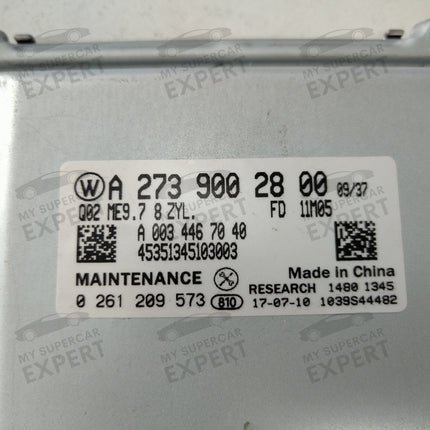 W A 273 900 28 00 09/37
Q02 ME9.7 8 ZYL. FD 11M05
A 003 446 70 40
45351345103003
MAINTENANCE Made in China
RESEARCH 1480 1345
0 261 209 573 810 17-07-10 1039S44482
MY SUPERCAR
EXPERT